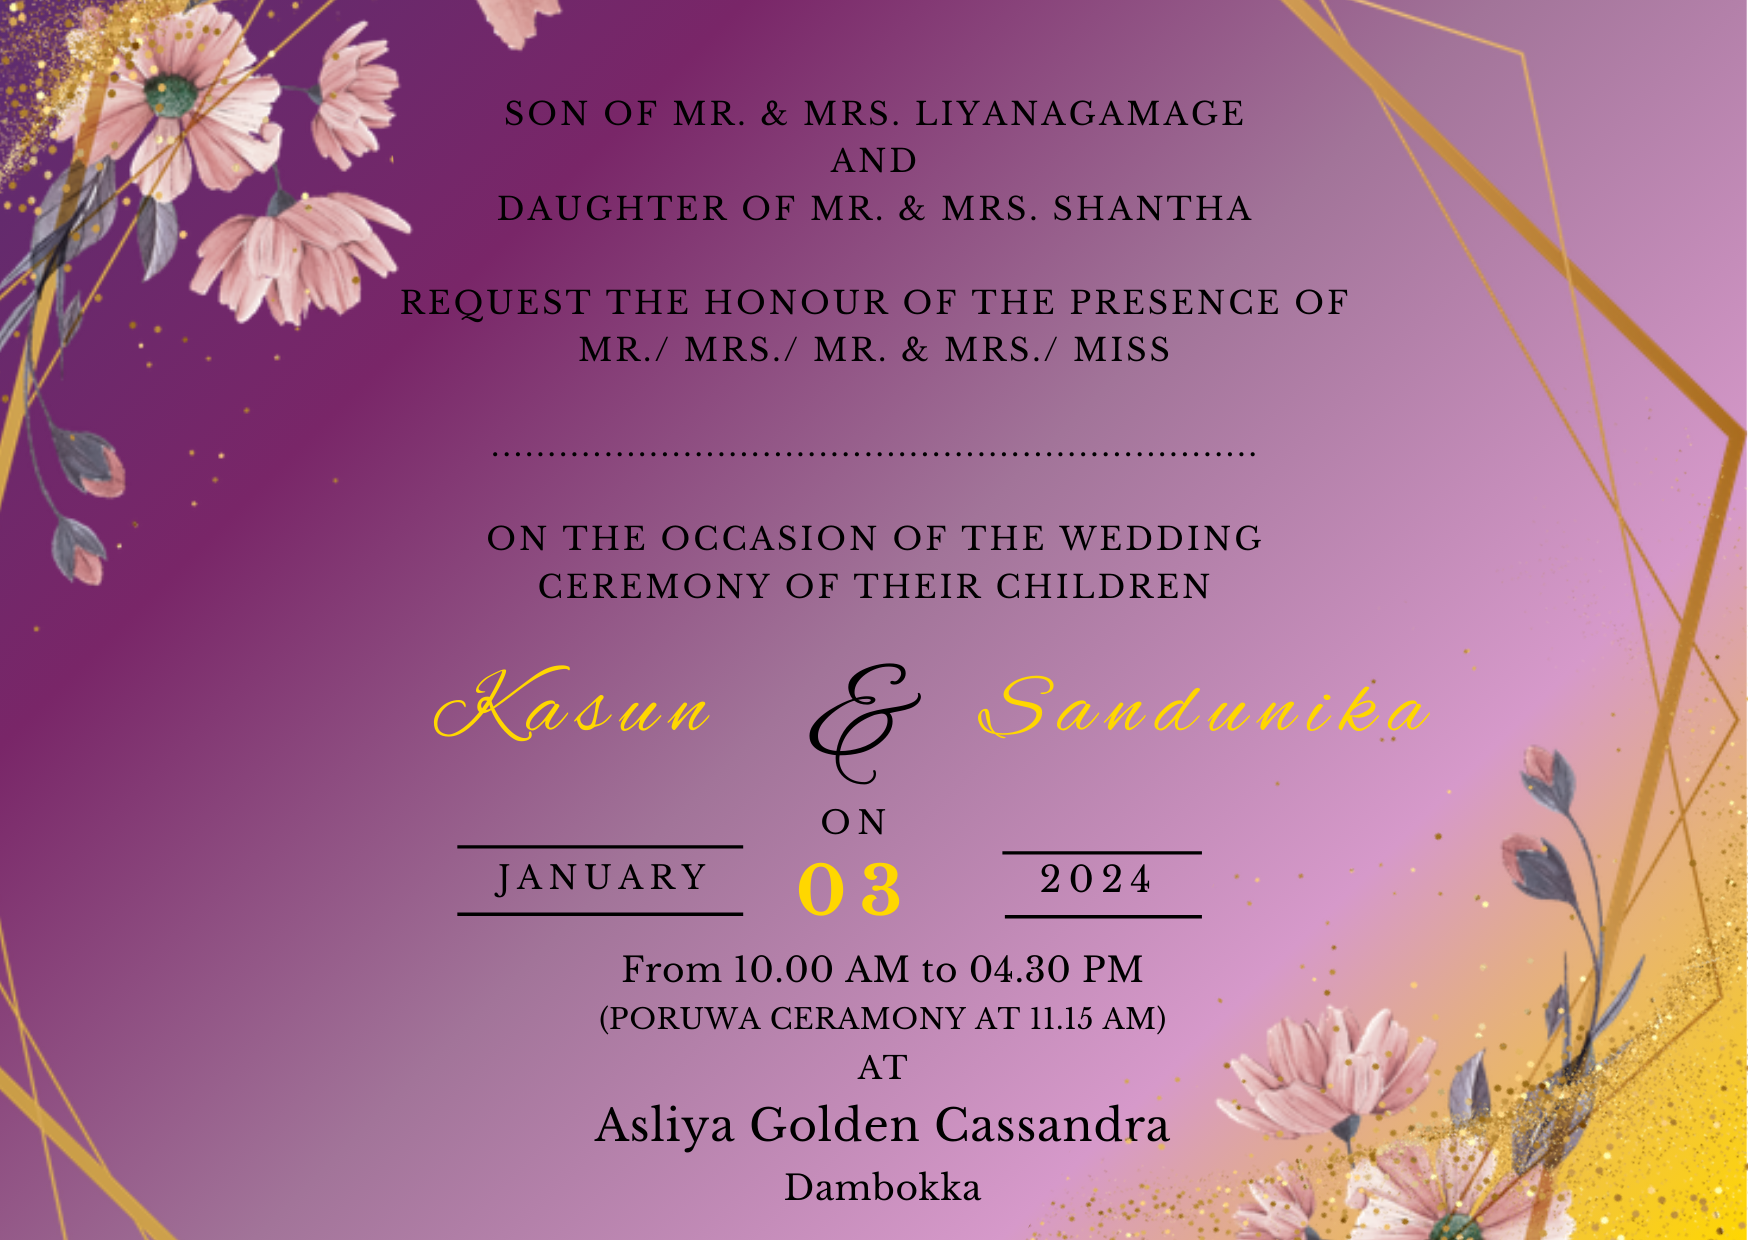 SON OF MR. & MRS. LIYANAGAMAGE
AND
DAUGHTER OF MR. & MRS. SHANTHA
REQUEST THE HONOUR OF THE PRESENCE OF
MR./ MRS./ MR. & MRS./ MISS
....................................................................
ON THE OCCASION OF THE WEDDING
CEREMONY OF THEIR CHILDREN
Kasun & Sandunika
ON
JANUARY 03 2024
From 10.00 AM to 04.30 PM
(PORUWA CERAMONY AT 11.15 AM)
AT
Asliya Golden Cassandra
Dambokka